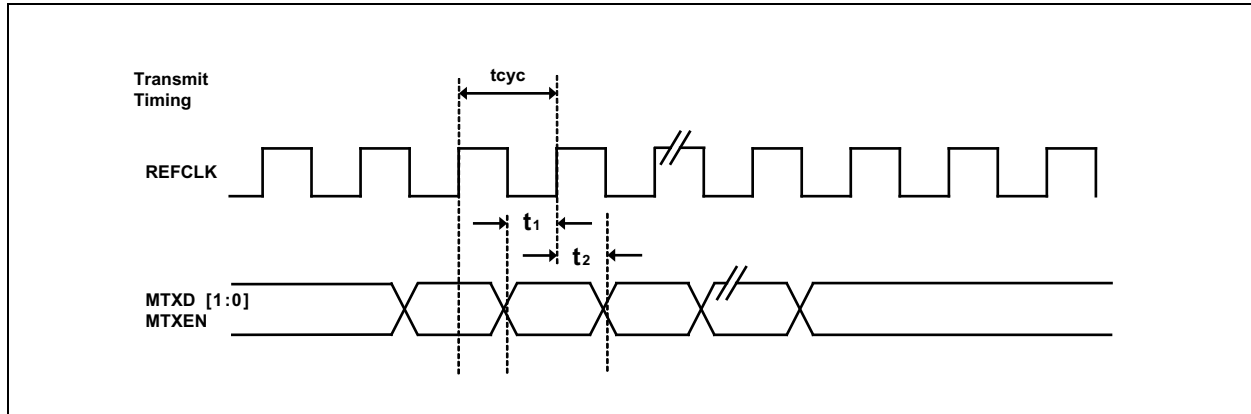 Transmit
Timing
tcyc
REFCLK
t1
t2
MTXD [1:0]
MTXEN